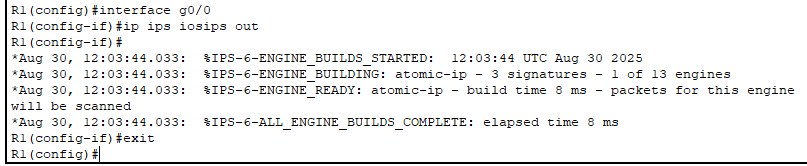 R1(config)#interface g0/0
R1(config-if)#ip ips iosips out
R1(config-if)#
*Aug 30, 12:03:44.033:  %IPS-6-ENGINE_BUILDS_STARTED:  12:03:44 UTC Aug 30 2025
*Aug 30, 12:03:44.033:  %IPS-6-ENGINE_BUILDING: atomic-ip - 3 signatures - 1 of 13 engines
*Aug 30, 12:03:44.033:  %IPS-6-ENGINE_READY: atomic-ip - build time 8 ms - packets for this engine
will be scanned
*Aug 30, 12:03:44.033:  %IPS-6-ALL_ENGINE_BUILDS_COMPLETE: elapsed time 8 ms
R1(config-if)#exit
R1(config)#